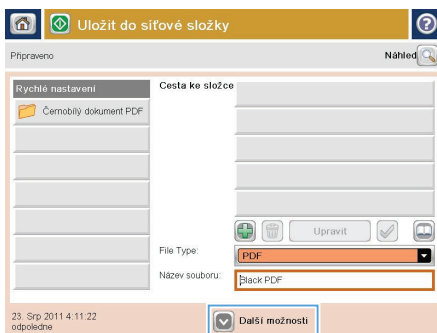 Uložit do síťové složky
Připraveno
Náhled
Rychlé nastavení
Černobílý dokument PDF
Cesta ke složce
Upravit
File Type:
PDF
Název souboru:
Black PDF
23. Srp 2011 4:11:22
odpoledne
Další možnosti